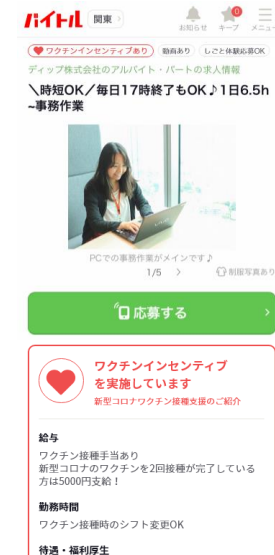 バイトル 関東
お知らせ キープ メニュー
ワクチンインセンティブあり 動画あり しごと体験応募OK
ディップ株式会社のアルバイト・パートの求人情報
＼時短OK／毎日17時終了もOK♪1日6.5h
~事務作業
PCでの事務作業がメインです♪
1/5 制服写真あり
応募する
ワクチンインセンティブ
を実施しています
新型コロナワクチン接種支援のご紹介
給与
ワクチン接種手当あり
新型コロナのワクチンを2回接種が完了している
方は5000円支給！
勤務時間
ワクチン接種時のシフト変更OK
待遇・福利厚生